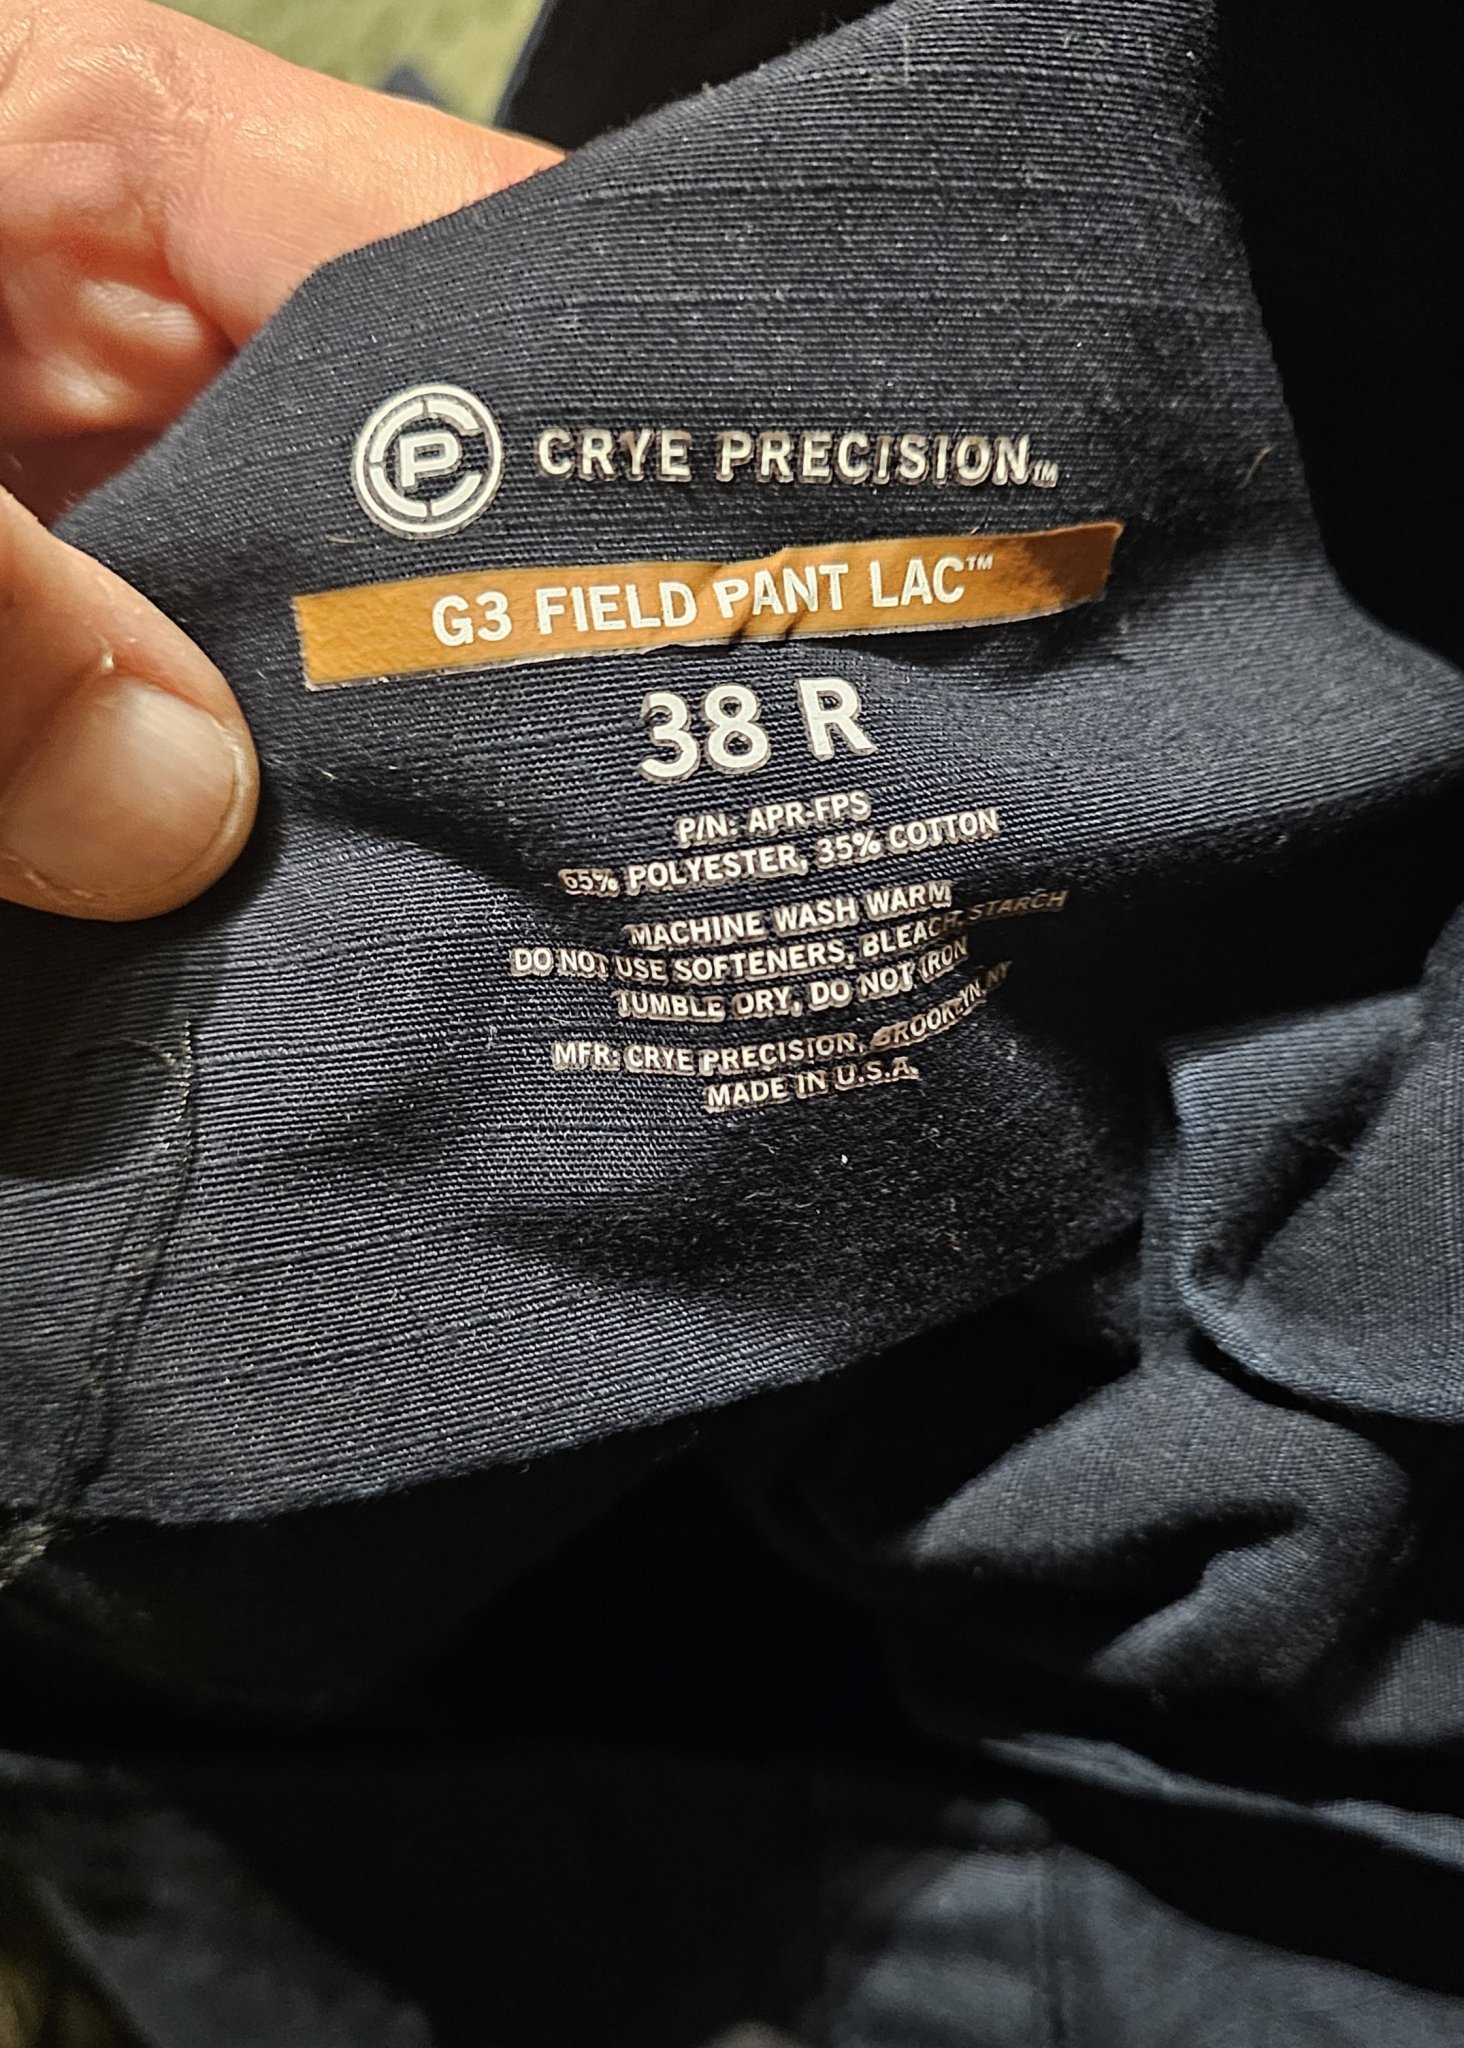 CP CRYE PRECISION™
G3 FIELD PANT LAC™
38 R
P/N: APR-FPS
65% POLYESTER, 35% COTTON
MACHINE WASH WARM
DO NOT USE SOFTENERS, BLEACH, STARCH
TUMBLE DRY, DO NOT IRON
MFR: CRYE PRECISION, BROOKLYN, NY
MADE IN U.S.A.